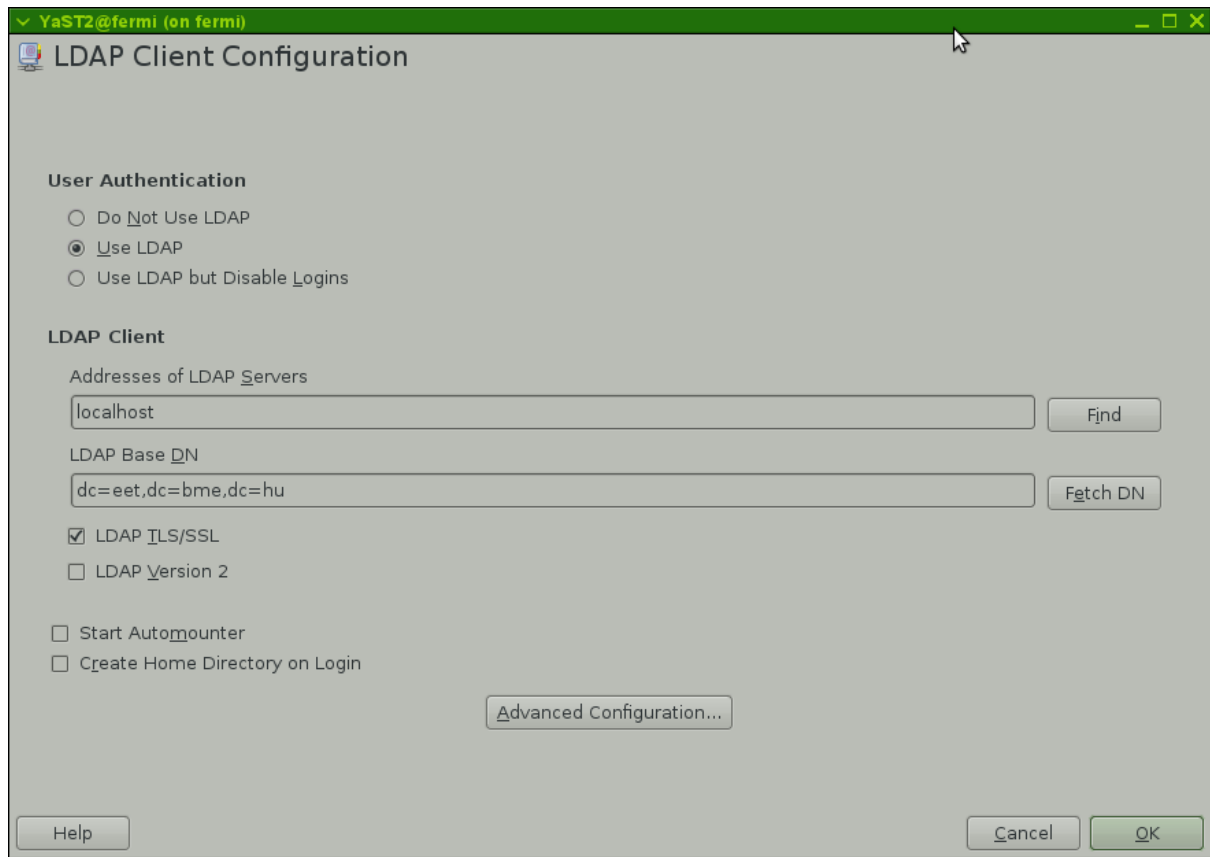 YaST2@fermi (on fermi)
LDAP Client Configuration
User Authentication
Do Not Use LDAP
Use LDAP
Use LDAP but Disable Logins
LDAP Client
Addresses of LDAP Servers
localhost
Find
LDAP Base DN
dc=eet,dc=bme,dc=hu
Fetch DN
LDAP TLS/SSL
LDAP Version 2
Start Automounter
Create Home Directory on Login
Advanced Configuration...
Help
Cancel
OK